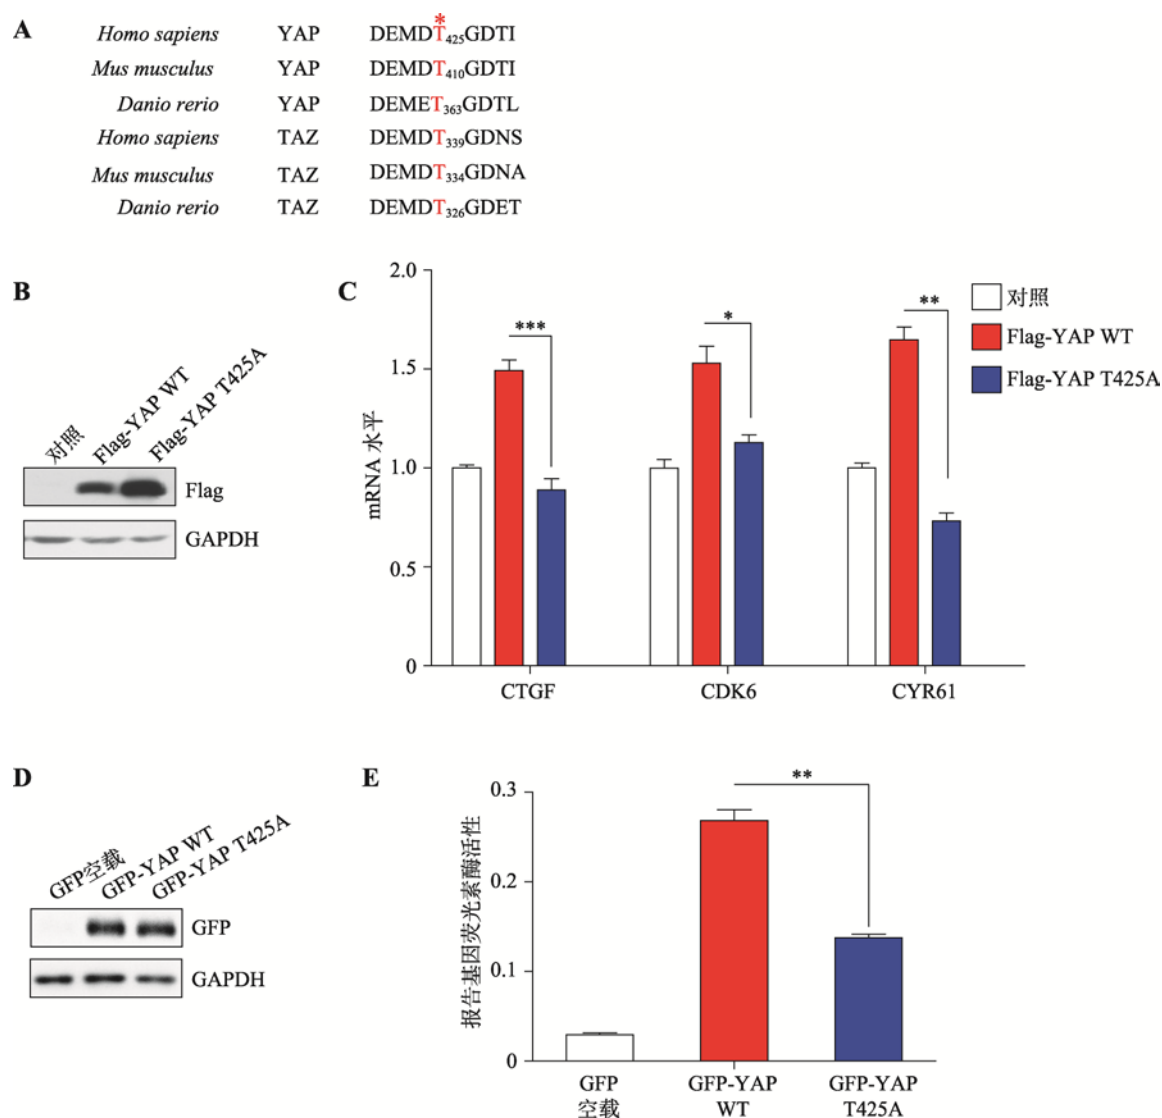 A
*
Homo sapiens YAP DEMDT425GDTI
Mus musculus YAP DEMDT410GDTI
Danio rerio YAP DEMET363GDTL
Homo sapiens TAZ DEMDT339GDNS
Mus musculus TAZ DEMDT334GDNA
Danio rerio TAZ DEMDT326GDET
B
对照
Flag-YAP WT
Flag-YAP T425A
Flag
GAPDH
C
mRNA 水平
2.0
1.5
1.0
0.5
0
***
*
**
CTGF CDK6 CYR61
对照
Flag-YAP WT
Flag-YAP T425A
D
GFP空载
GFP-YAP WT
GFP-YAP T425A
GFP
GAPDH
E
报告基因荧光素酶活性
0.3
0.2
0.1
0
**
GFP GFP-YAP GFP-YAP
空载 WT T425A